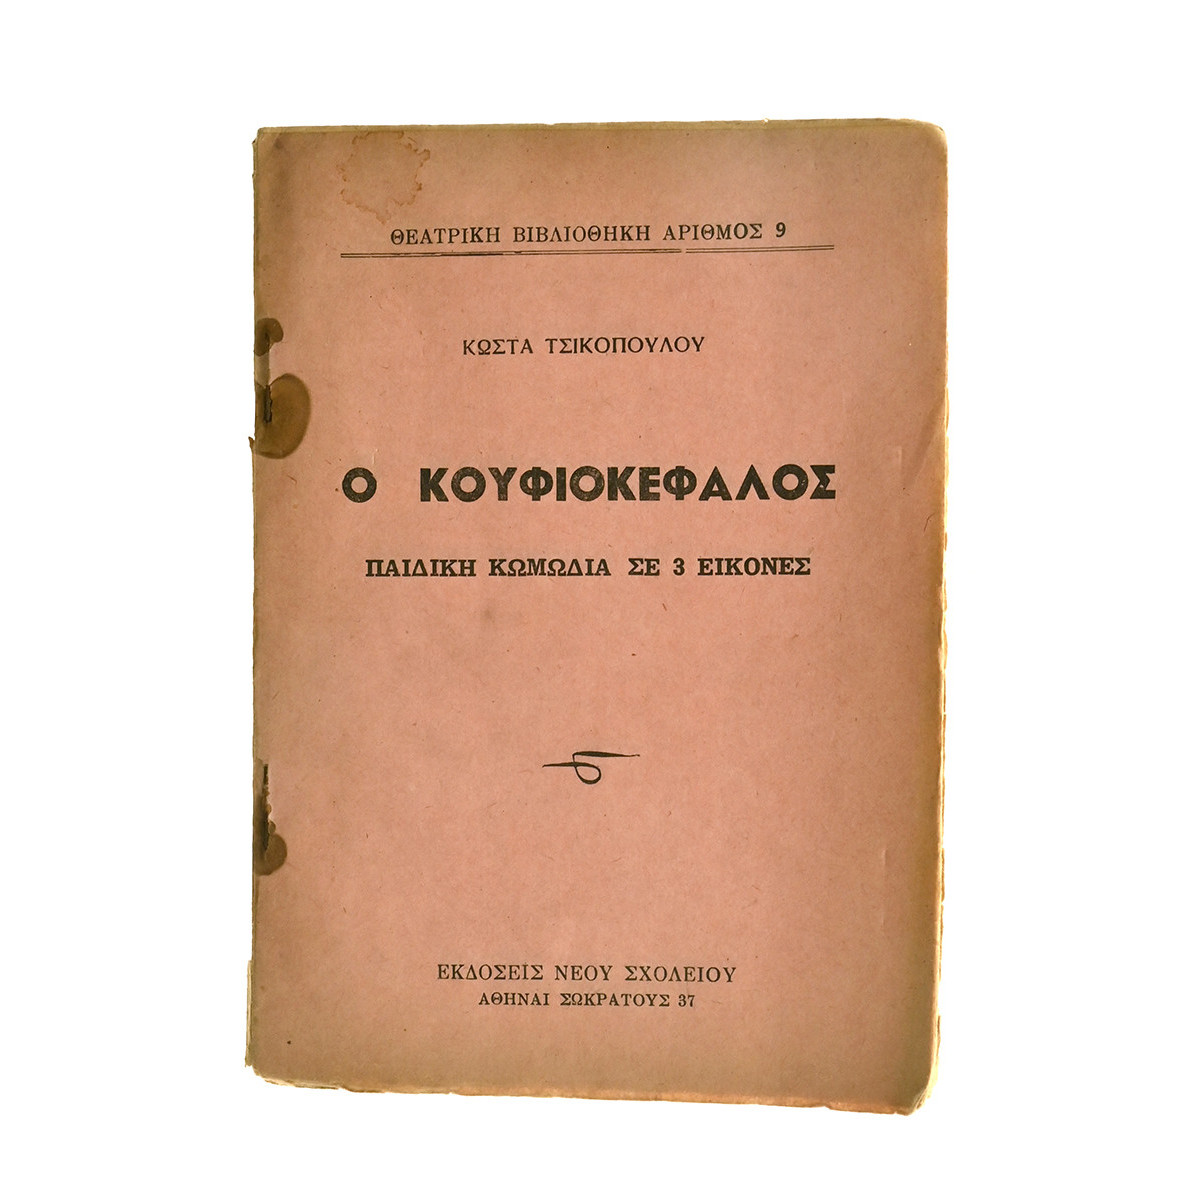 ΘΕΑΤΡΙΚΗ ΒΙΒΛΙΟΘΗΚΗ ΑΡΙΘΜΟΣ 9
ΚΩΣΤΑ ΤΣΙΚΟΠΟΥΛΟΥ
Ο ΚΟΥΦΙΟΚΕΦΑΛΟΣ
ΠΑΙΔΙΚΗ ΚΩΜΩΔΙΑ ΣΕ 3 ΕΙΚΟΝΕΣ
ΕΚΔΟΣΕΙΣ ΝΕΟΥ ΣΧΟΛΕΙΟΥ
ΑΘΗΝΑΙ ΣΩΚΡΑΤΟΥΣ 37